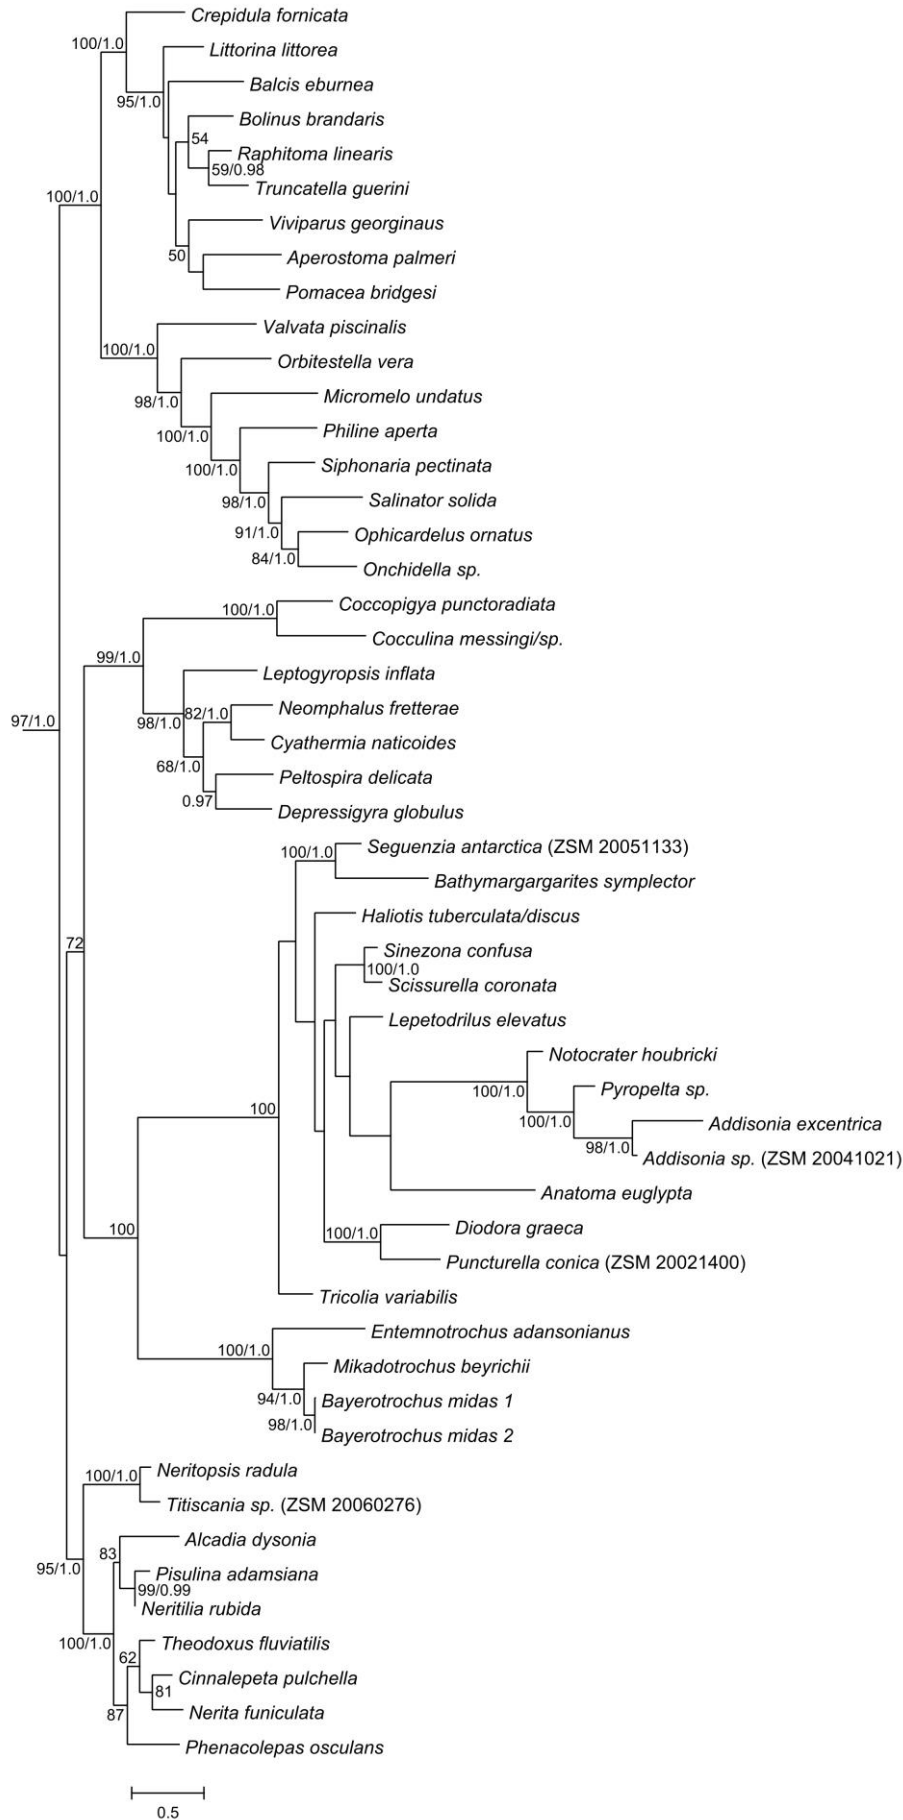 Crepidula fornicata
100/1.0
Littorina littorea
Balcis eburnea
95/1.0
Bolinus brandaris
54
Raphitoma linearis
59/0.98
Truncatella guerini
100/1.0
Viviparus georginaus
50
Aperostoma palmeri
Pomacea bridgesi
Valvata piscinalis
100/1.0
Orbitestella vera
Micromelo undatus
98/1.0
Philine aperta
100/1.0
Siphonaria pectinata
100/1.0
Salinator solida
98/1.0
Ophicardelus ornatus
91/1.0
84/1.0
Onchidella sp.
Coccopigya punctoradiata
100/1.0
Cocculina messingi/sp.
99/1.0
Leptogyropsis inflata
Neomphalus fretterae
97/1.0
98/1.0
82/1.0
Cyathermia naticoides
68/1.0
Peltospira delicata
0.97
Depressigyra globulus
Seguenzia antarctica (ZSM 20051133)
100/1.0
Bathymargargarites symplector
Haliotis tuberculata/discus
72
Sinezona confusa
100/1.0
Scissurella coronata
Lepetodrilus elevatus
Notocrater houbricki
100/1.0
Pyropelta sp.
100
100/1.0
Addisonia excentrica
98/1.0
Addisonia sp. (ZSM 20041021)
Anatoma euglypta
100
Diodora graeca
100/1.0
Puncturella conica (ZSM 20021400)
Tricolia variabilis
Entemnotrochus adansonianus
100/1.0
Mikadotrochus beyrichii
94/1.0
Bayerotrochus midas 1
98/1.0
Bayerotrochus midas 2
Neritopsis radula
100/1.0
Titiscania sp. (ZSM 20060276)
Alcadia dysonia
83
95/1.0
Pisulina adamsiana
99/0.99
Neritilia rubida
100/1.0
Theodoxus fluviatilis
62
Cinnalepeta pulchella
81
87
Nerita funiculata
Phenacolepas osculans
0.5